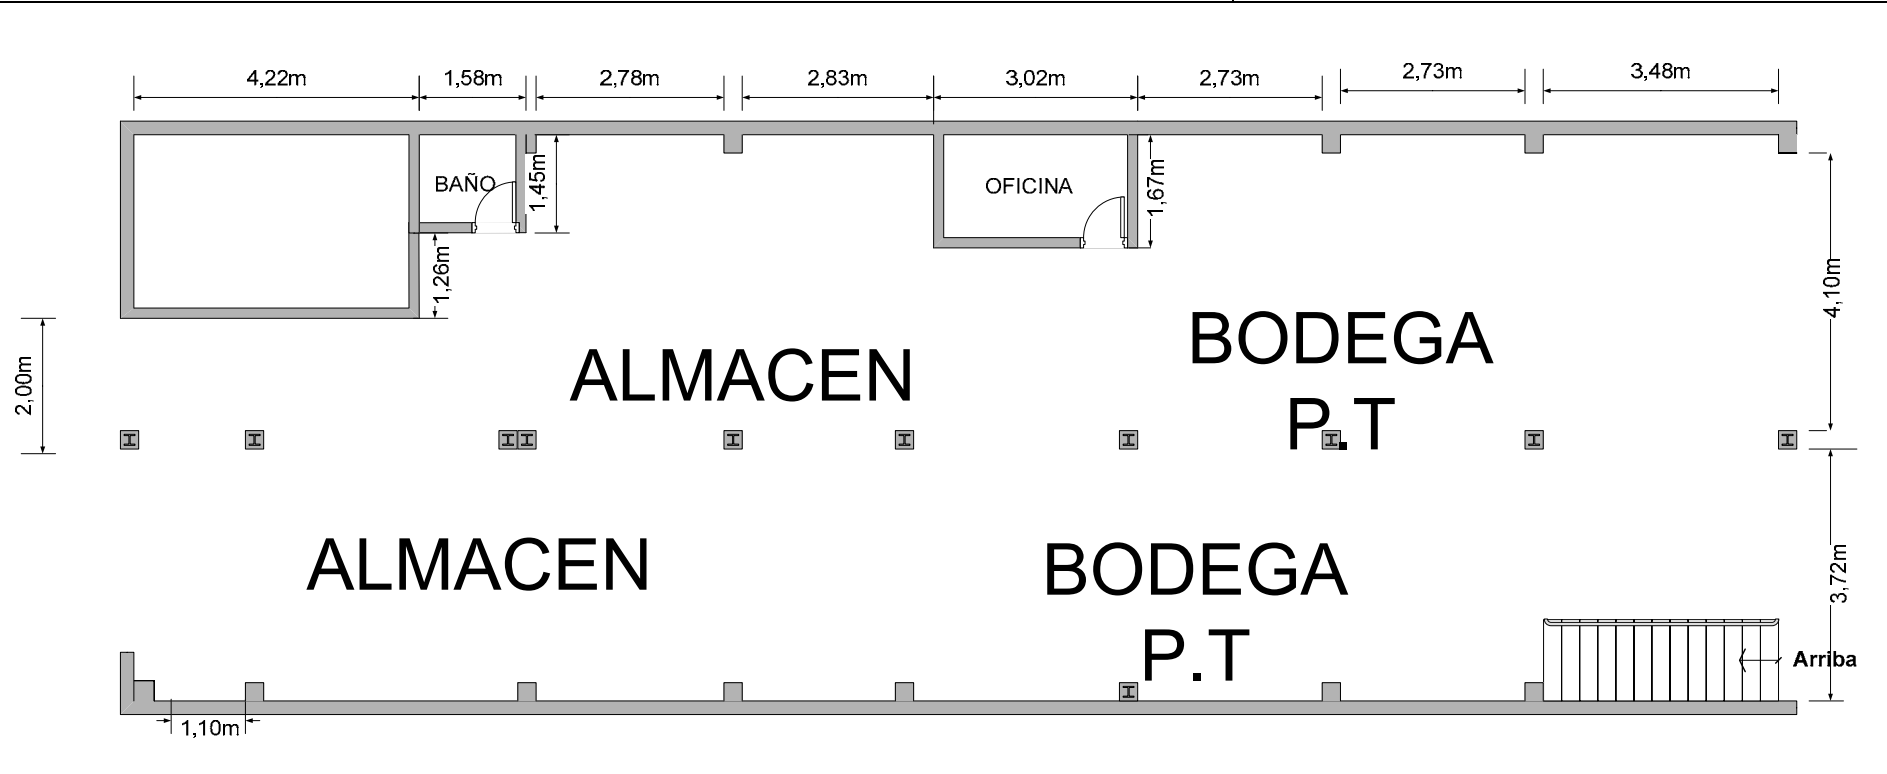 4,22m
1,58m
2,78m
2,83m
3,02m
2,73m
2,73m
3,48m
BAÑO
1,45m
OFICINA
1,67m
1,26m
4,10m
2,00m
ALMACEN
BODEGA
P.T
ALMACEN
BODEGA
P.T
3,72m
Arriba
1,10m